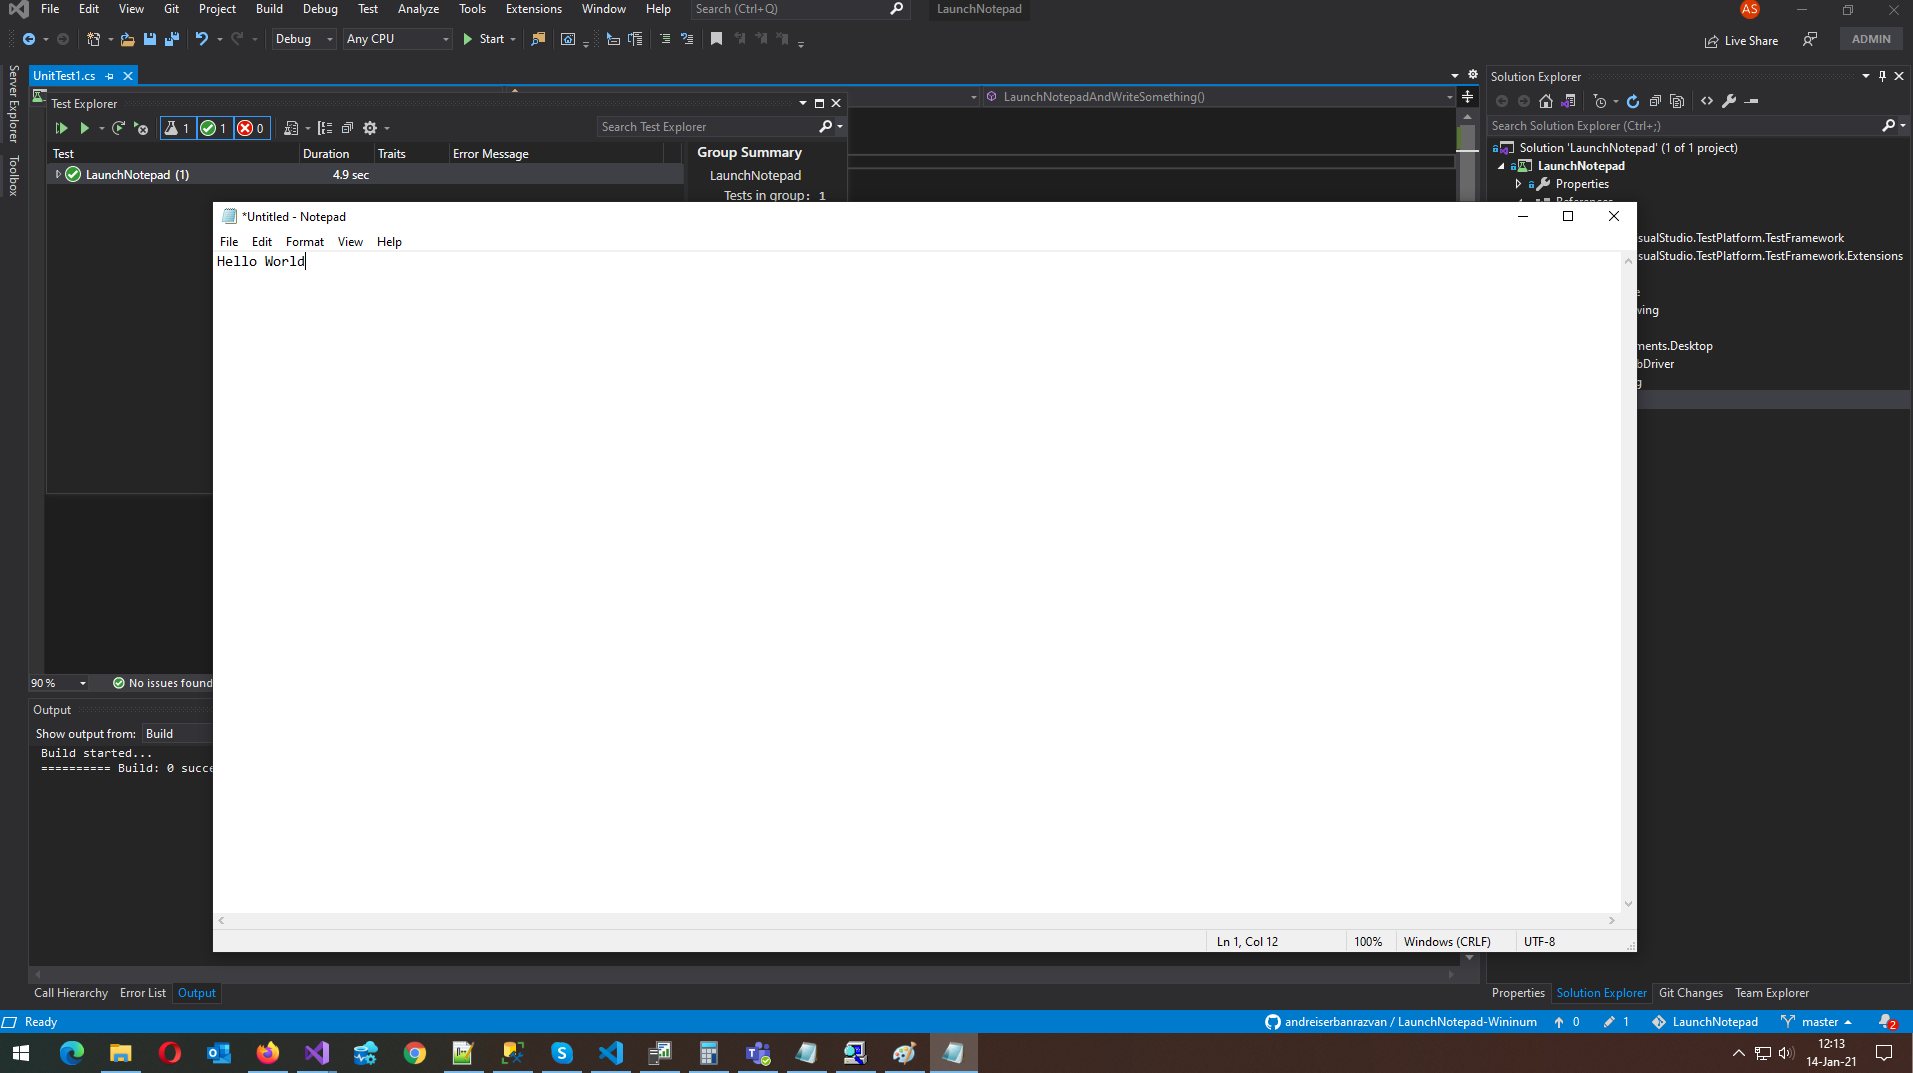 File Edit View Git Project Build Debug Test Analyze Tools Extensions Window Help Search (Ctrl+Q) LaunchNotepad AS
Debug Any CPU Start Live Share ADMIN
Server Explorer
Toolbox
UnitTest1.cs
LaunchNotepadAndWriteSomething()
Test Explorer
1 1 0 Search Test Explorer
Test Duration Traits Error Message
LaunchNotepad (1) 4.9 sec
Group Summary
LaunchNotepad
Tests in group: 1
Solution Explorer
Search Solution Explorer (Ctrl+;)
Solution 'LaunchNotepad' (1 of 1 project)
LaunchNotepad
Properties
References
sualStudio.TestPlatform.TestFramework
sualStudio.TestPlatform.TestFramework.Extensions
e
wing
ments.Desktop
bDriver
g
*Untitled - Notepad
File Edit Format View Help
Hello World
Ln 1, Col 12 100% Windows (CRLF) UTF-8
90 % No issues found
Output
Show output from: Build
Build started...
========== Build: 0 succe
Call Hierarchy Error List Output
Properties Solution Explorer Git Changes Team Explorer
Ready andreiserbanrazvan / LaunchNotepad-Wininum 0 1 LaunchNotepad master 2
12:13
14-Jan-21